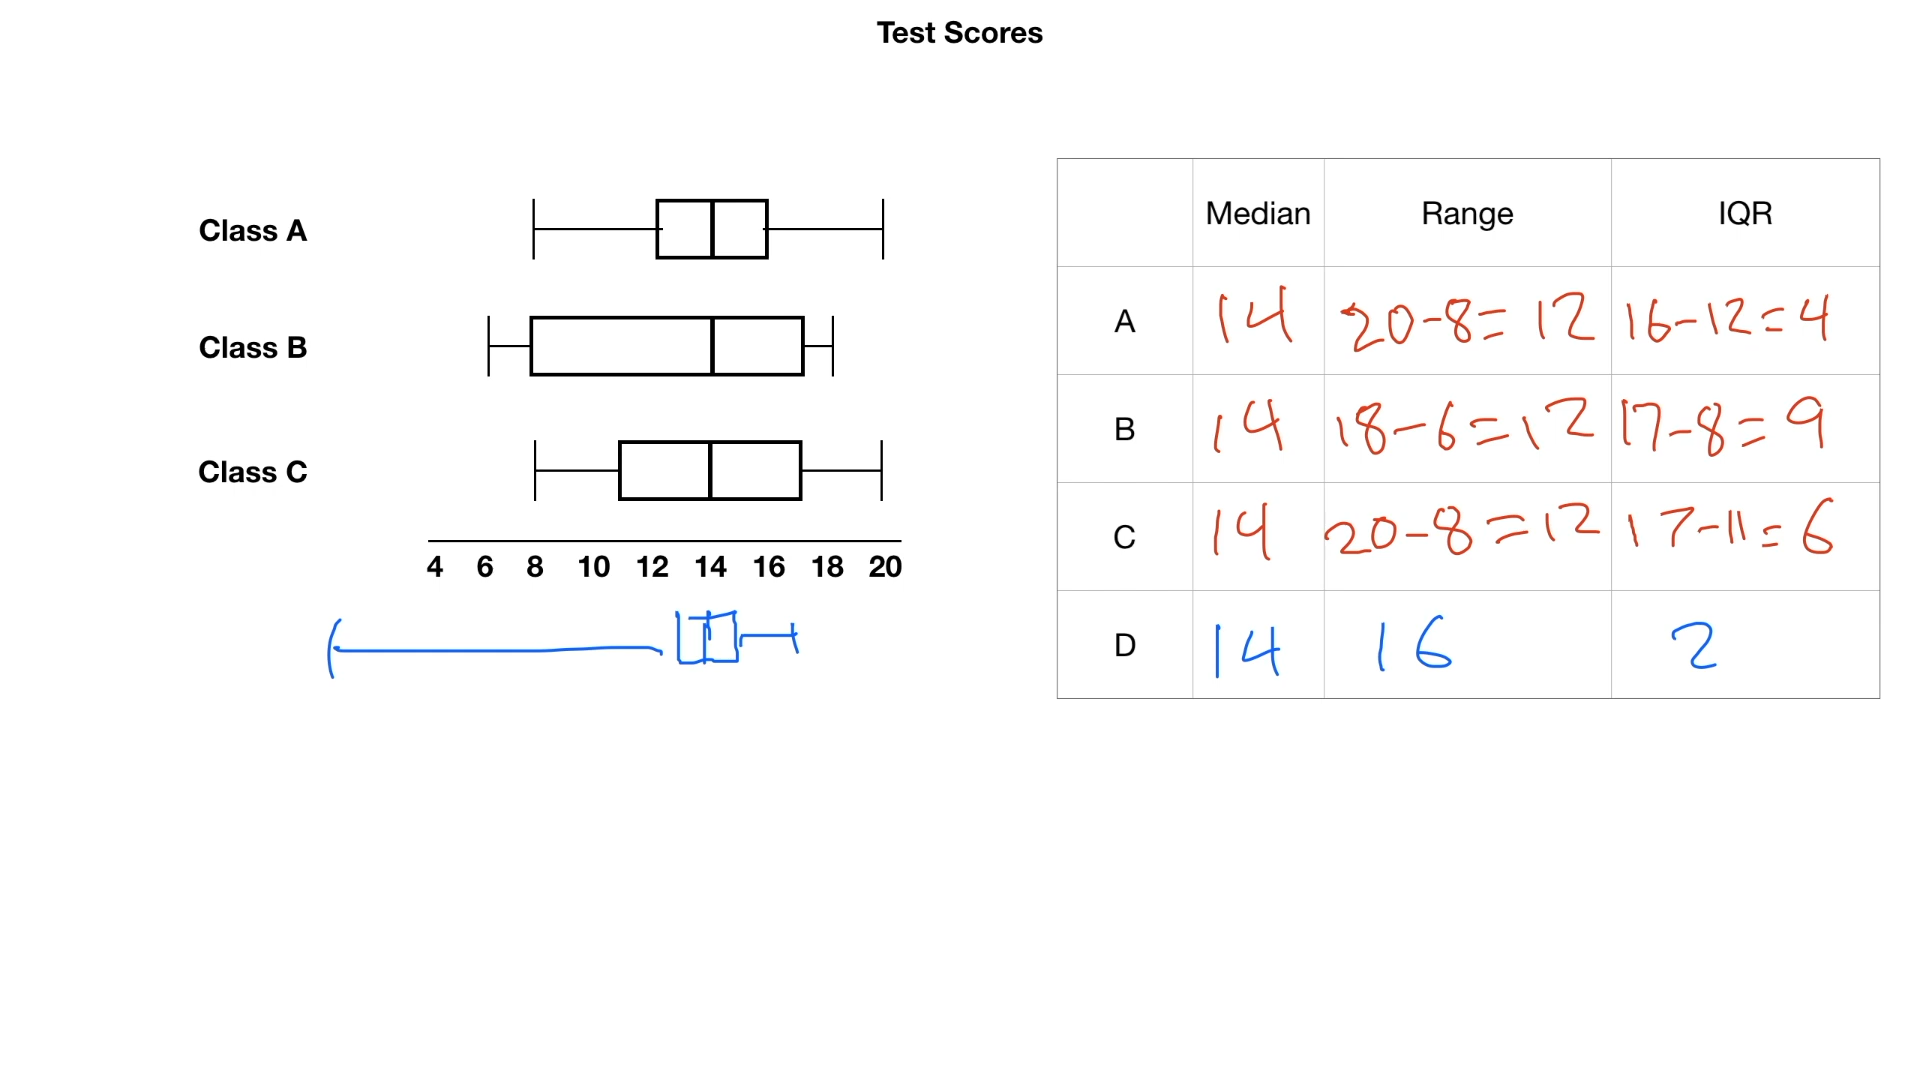 Test Scores
Class A
Class B
Class C
4 6 8 10 12 14 16 18 20
Median Range IQR
A 14 20-8=12 16-12=4
B 14 18-6=12 17-8=9
C 14 20-8=12 17-11=6
D 14 16 2